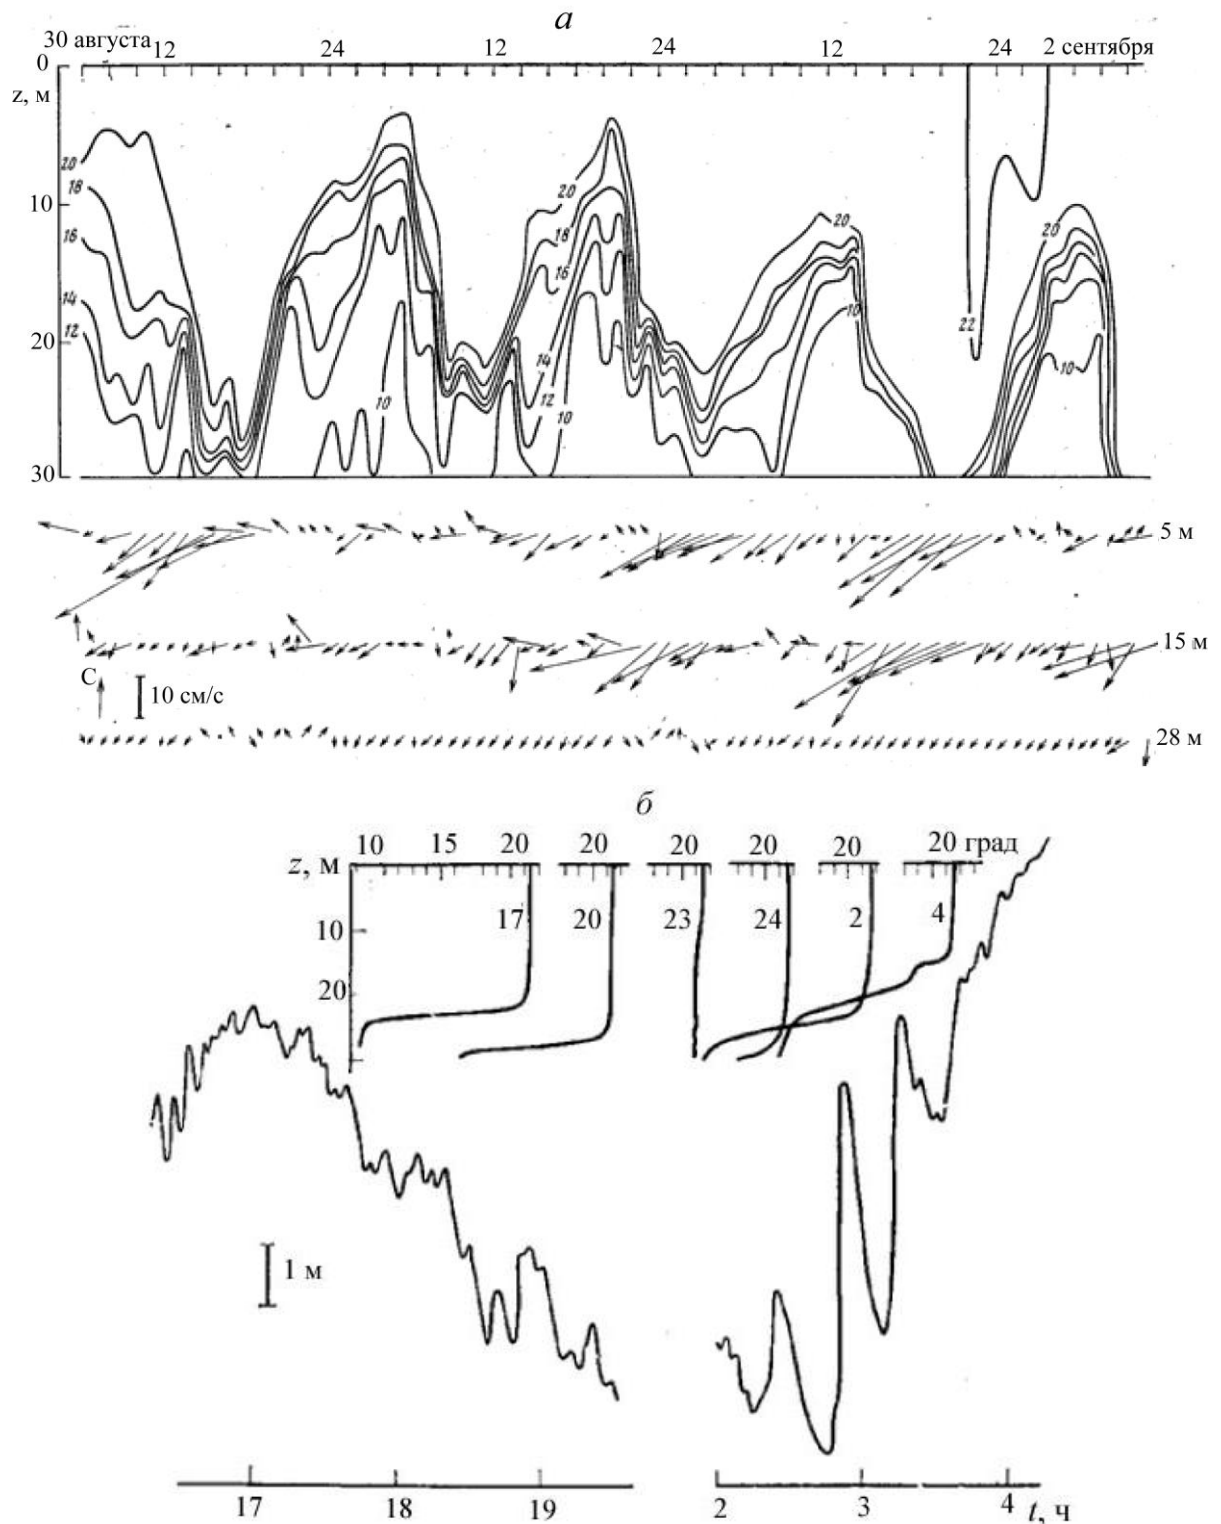 а
30 августа 12 24 12 24 12 24 2 сентября
0
z, м
20
18
10 20 20 20
18
16
16
14
12
20 22
14
12
10 10 10 10
30
5 м
15 м
С
10 см/с
28 м
б
10 15 20 20 20 20 20 20 град
z, м
17 20 23 24 2 4
10
20
1 м
17 18 19 2 3 4 t, ч